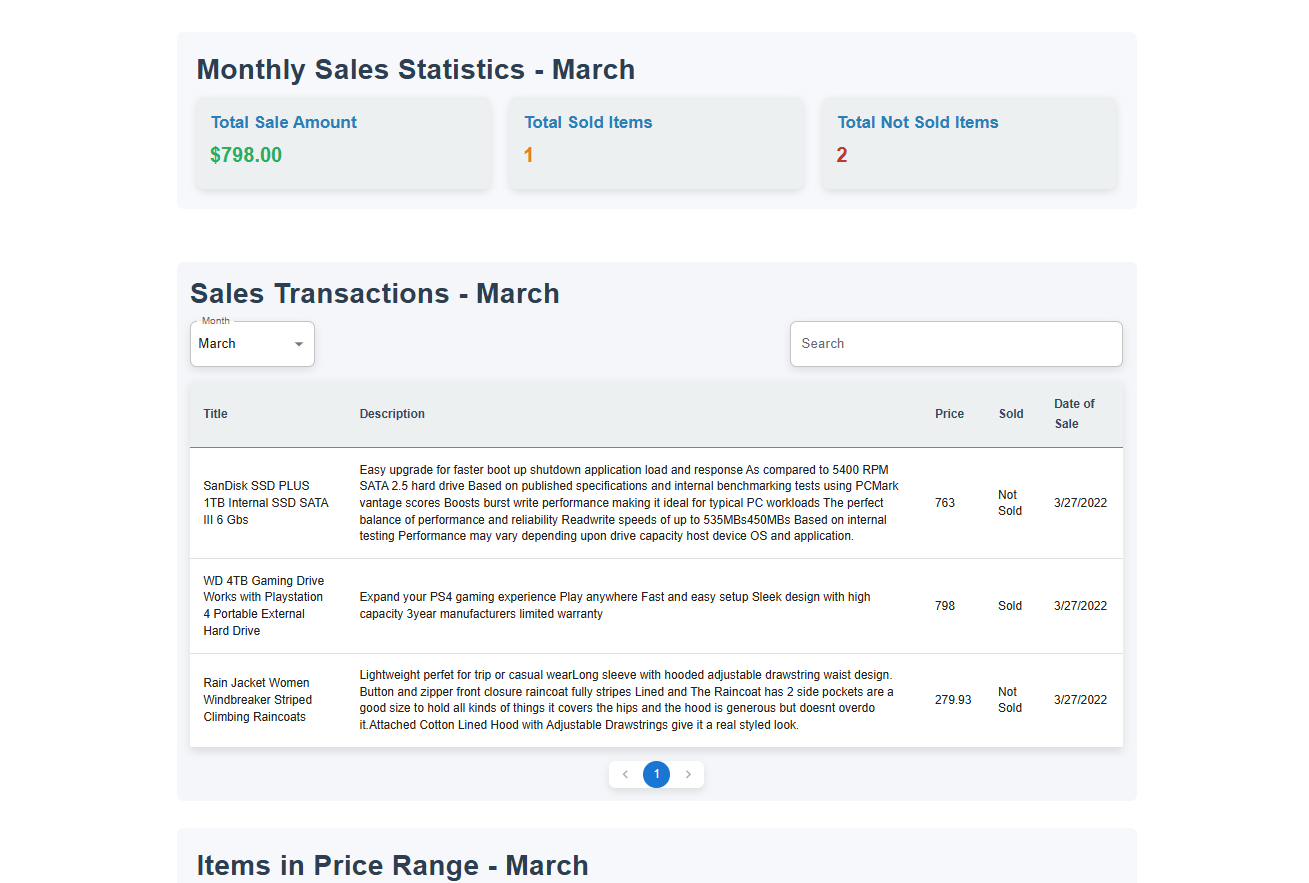 Monthly Sales Statistics - March
Total Sale Amount
$798.00
Total Sold Items
1
Total Not Sold Items
2
Sales Transactions - March
Month
March
Search
Title
Description
Price
Sold
Date of
Sale
SanDisk SSD PLUS
1TB Internal SSD SATA
III 6 Gbs
Easy upgrade for faster boot up shutdown application load and response As compared to 5400 RPM
SATA 2.5 hard drive Based on published specifications and internal benchmarking tests using PCMark
vantage scores Boosts burst write performance making it ideal for typical PC workloads The perfect
balance of performance and reliability Readwrite speeds of up to 535MBs450MBs Based on internal
testing Performance may vary depending upon drive capacity host device OS and application.
763
Not
Sold
3/27/2022
WD 4TB Gaming Drive
Works with Playstation
4 Portable External
Hard Drive
Expand your PS4 gaming experience Play anywhere Fast and easy setup Sleek design with high
capacity 3year manufacturers limited warranty
798
Sold
3/27/2022
Rain Jacket Women
Windbreaker Striped
Climbing Raincoats
Lightweight perfet for trip or casual wearLong sleeve with hooded adjustable drawstring waist design.
Button and zipper front closure raincoat fully stripes Lined and The Raincoat has 2 side pockets are a
good size to hold all kinds of things it covers the hips and the hood is generous but doesnt overdo
it.Attached Cotton Lined Hood with Adjustable Drawstrings give it a real styled look.
279.93
Not
Sold
3/27/2022
1
Items in Price Range - March